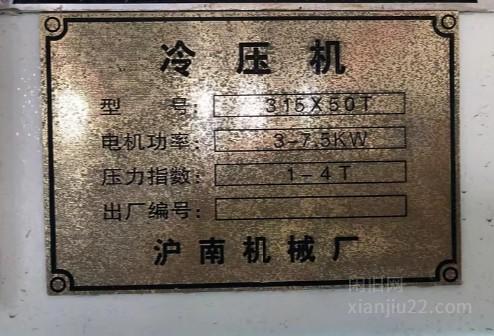 冷压机
型号: 315X50T
电机功率: 3-7.5KW
压力指数: 1-4T
出厂编号:
沪南机械厂
xianjiu22.com